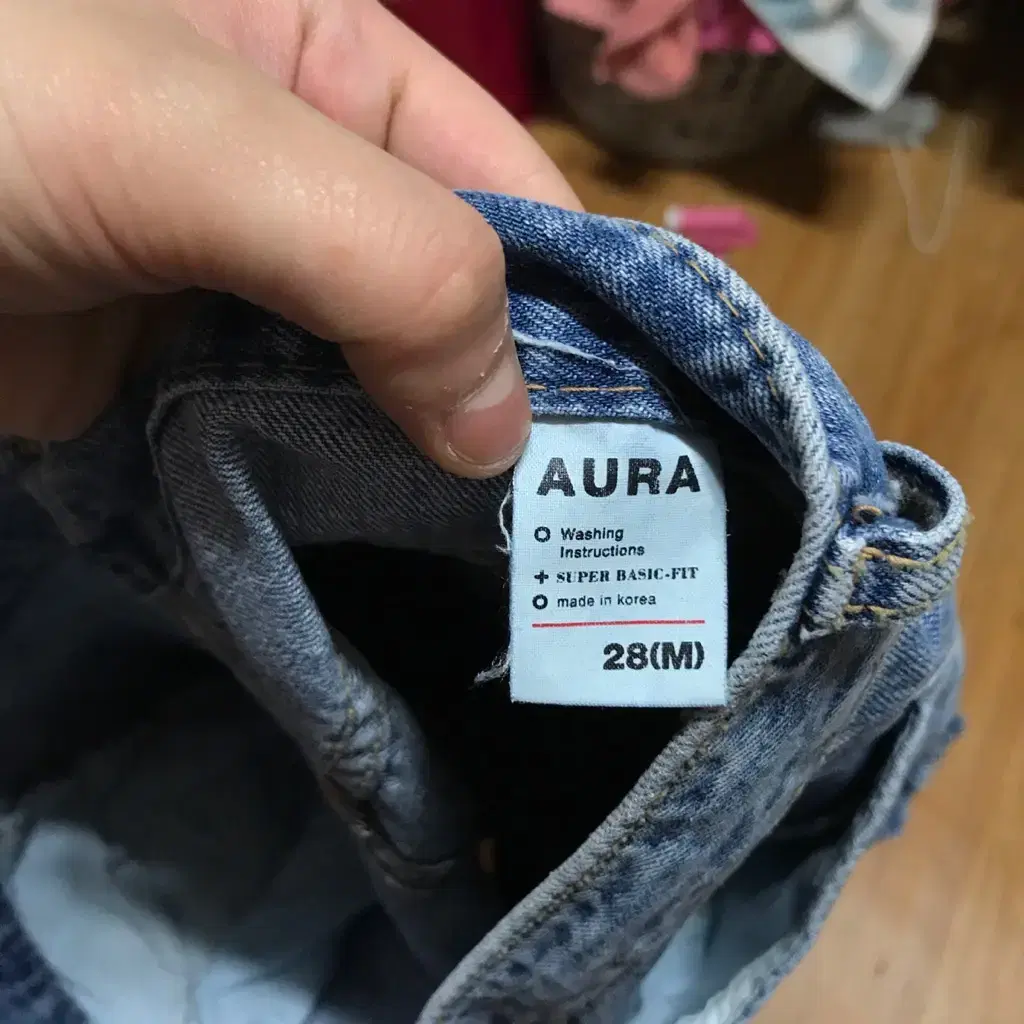 AURA
Washing
Instructions
+ SUPER BASIC-FIT
made in korea
28(M)